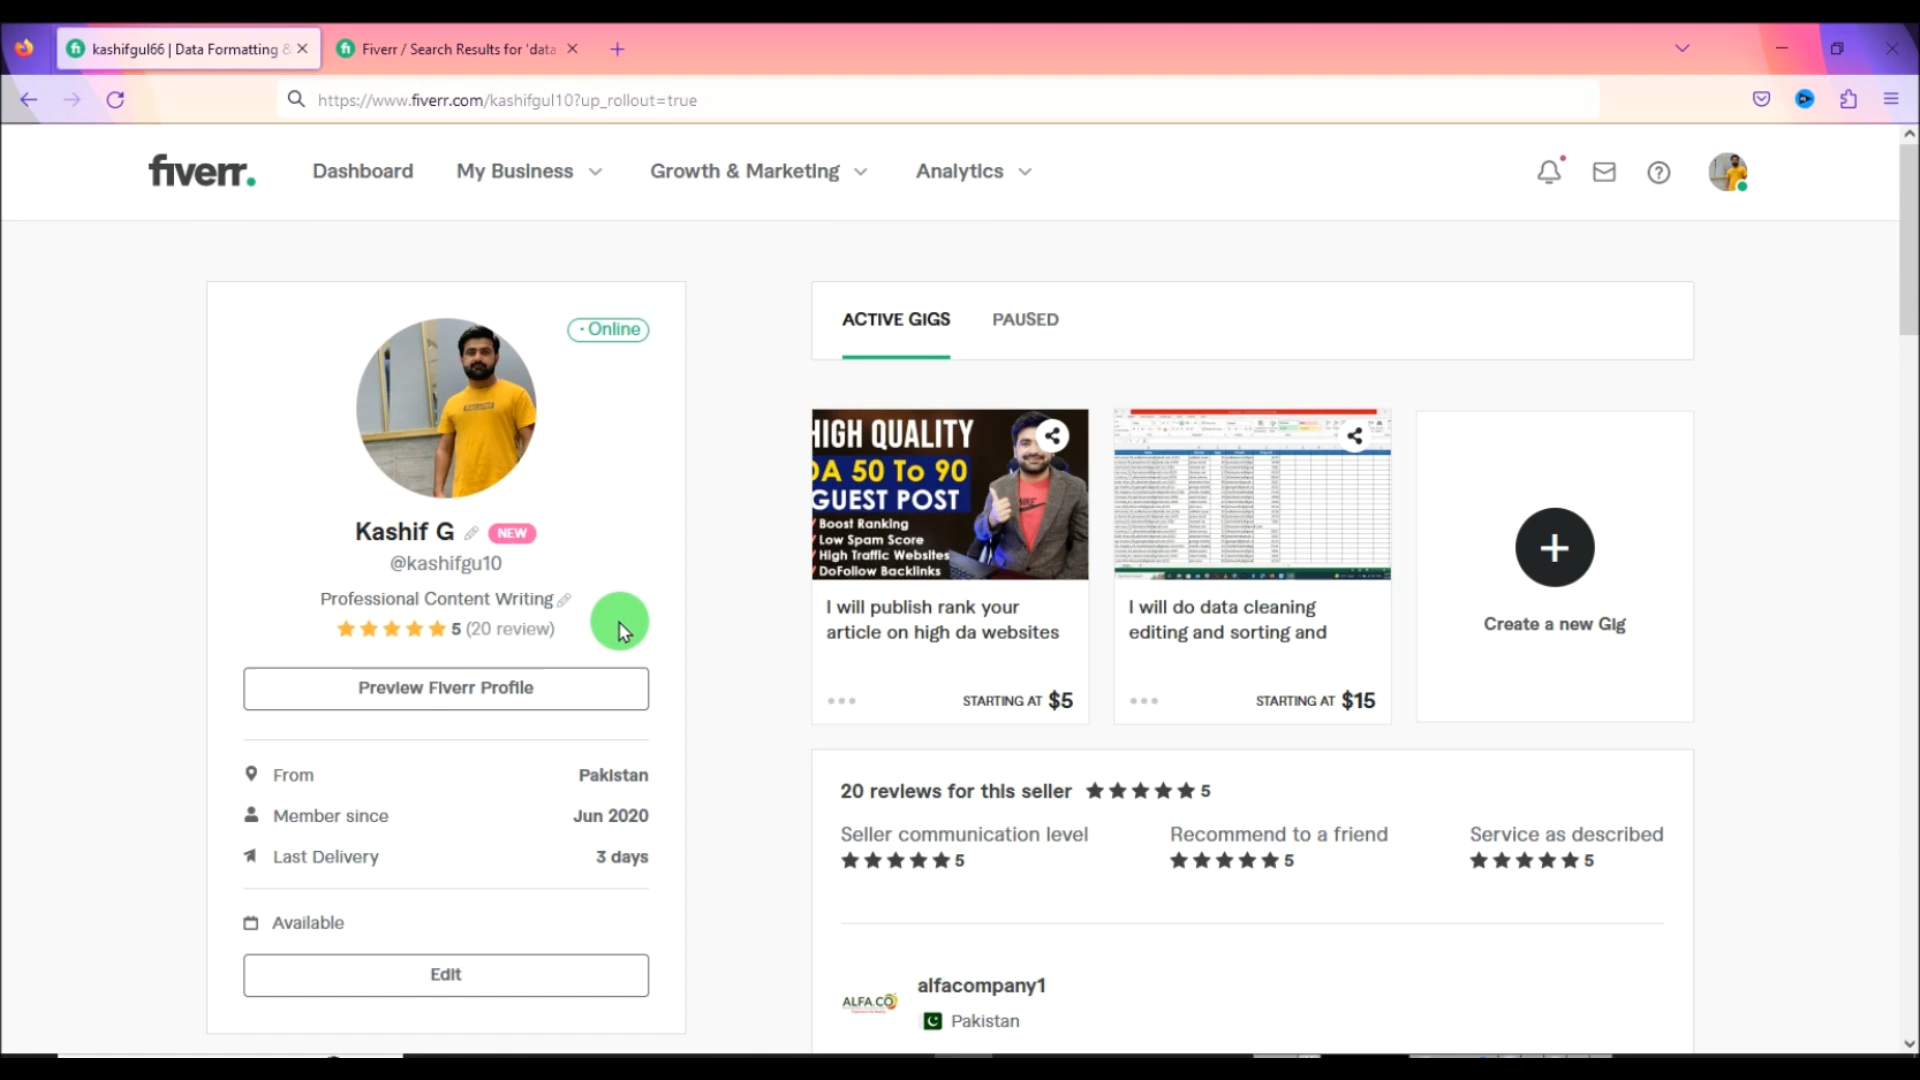 kashifgul66 | Data Formatting &
Fiverr / Search Results for 'data
https://www.fiverr.com/kashifgul10?up_rollout=true
fiverr.
Dashboard
My Business
Growth & Marketing
Analytics
Online
Kashif G
NEW
@kashifgu10
Professional Content Writing
5 (20 review)
Preview Fiverr Profile
From
Pakistan
Member since
Jun 2020
Last Delivery
3 days
Available
Edit
ACTIVE GIGS
PAUSED
HIGH QUALITY
DA 50 To 90
GUEST POST
Boost Ranking
Low Spam Score
High Traffic Websites
DoFollow Backlinks
I will publish rank your
article on high da websites
STARTING AT $5
I will do data cleaning
editing and sorting and
STARTING AT $15
Create a new Gig
20 reviews for this seller
5
Seller communication level
5
Recommend to a friend
5
Service as described
5
ALFA.CO
alfacompany1
Pakistan